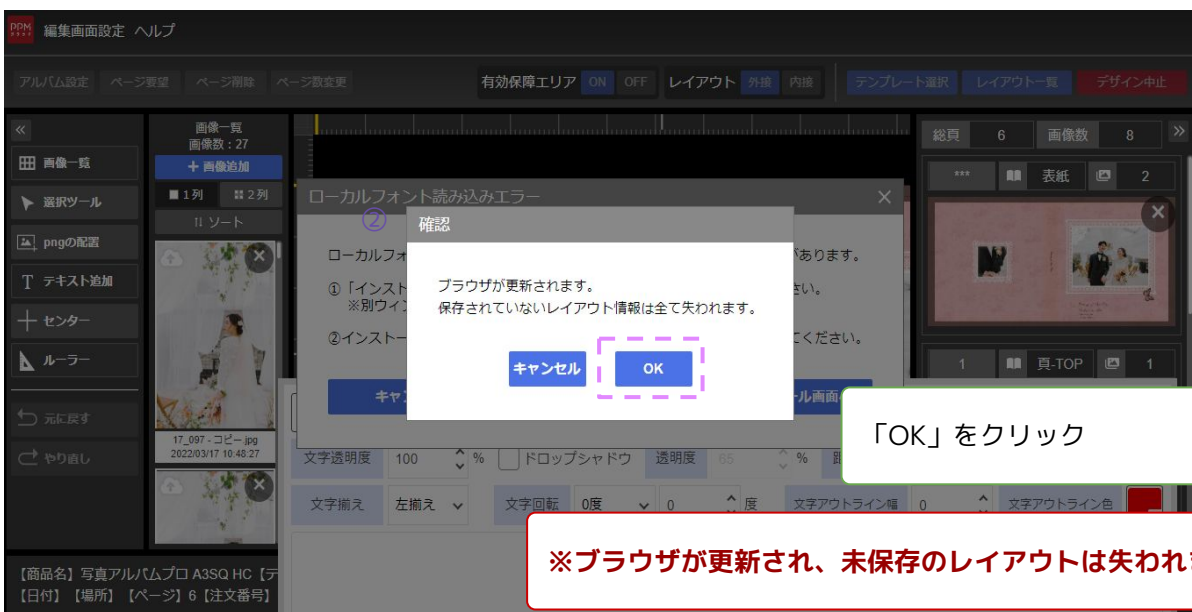 PPM
編集画面設定 ヘルプ
アルバム設定 ページ要望 ページ削除 ページ数変更 有効保障エリア ON OFF レイアウト 外接 内接 テンプレート選択 レイアウト一覧 デザイン中止
画像一覧
画像数：27
＋画像追加
■1列 2列
ソート
画像一覧
選択ツール
pngの配置
T テキスト追加
センター
ルーラー
元に戻す
やり直し
17_097 - コピー.jpg
2022/03/17 10:48:27
総頁 6 画像数 8
*** 表紙 2
1 頁-TOP 1
ローカルフォント読み込みエラー
②
ローカルフォ
があります。
①「インスト
さい。
※別ウィン
②インストー
てください。
キャ
ール画面
確認
ブラウザが更新されます。
保存されていないレイアウト情報は全て失われます。
キャンセル OK
「OK」をクリック
文字透明度 100 % ドロップシャドウ 透明度 65 %
文字揃え 左揃え 文字回転 0度 0 度 文字アウトライン幅 0 文字アウトライン色
※ブラウザが更新され、未保存のレイアウトは失われ
【商品名】写真アルバムプロ A3SQ HC【デ
【日付】【場所】【ページ】6【注文番号】